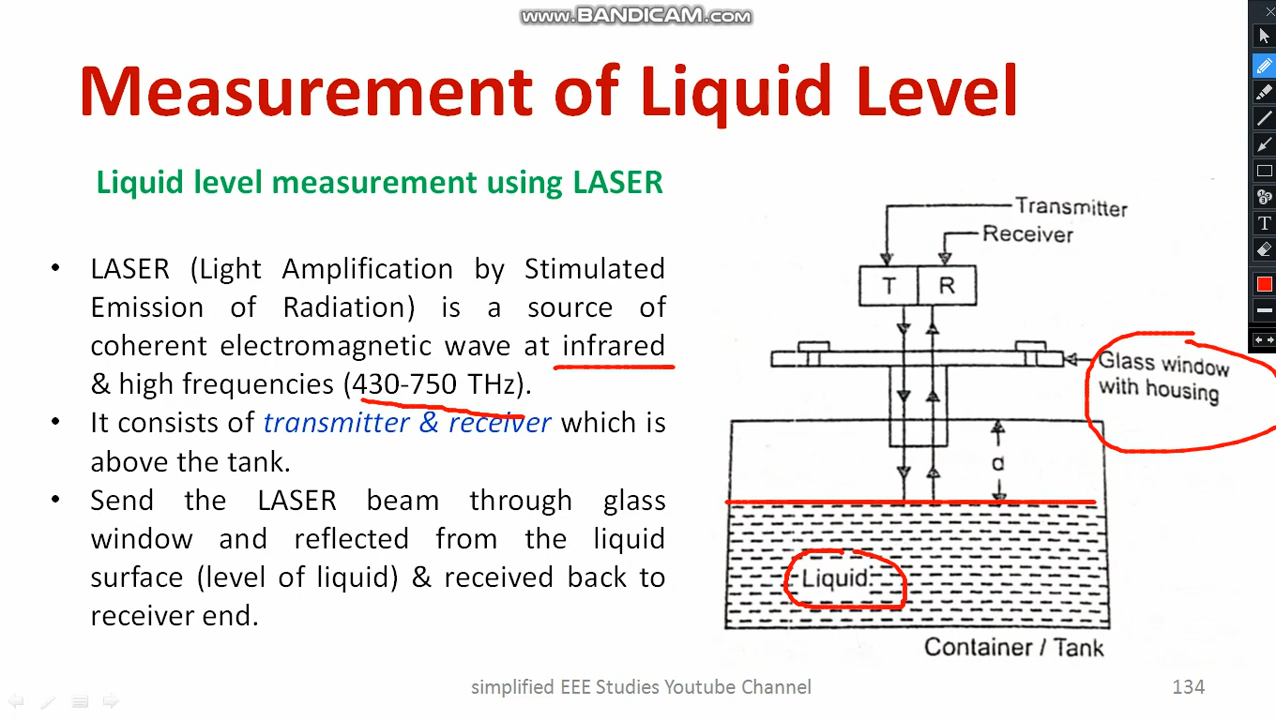 www.BANDICAM.com
Measurement of Liquid Level
Liquid level measurement using LASER
• LASER (Light Amplification by Stimulated
Emission of Radiation) is a source of
coherent electromagnetic wave at infrared
& high frequencies (430-750 THz).
• It consists of transmitter & receiver which is
above the tank.
• Send the LASER beam through glass
window and reflected from the liquid
surface (level of liquid) & received back to
receiver end.
Transmitter
Receiver
T R
Glass window
with housing
d
Liquid
Container / Tank
simplified EEE Studies Youtube Channel
134
T